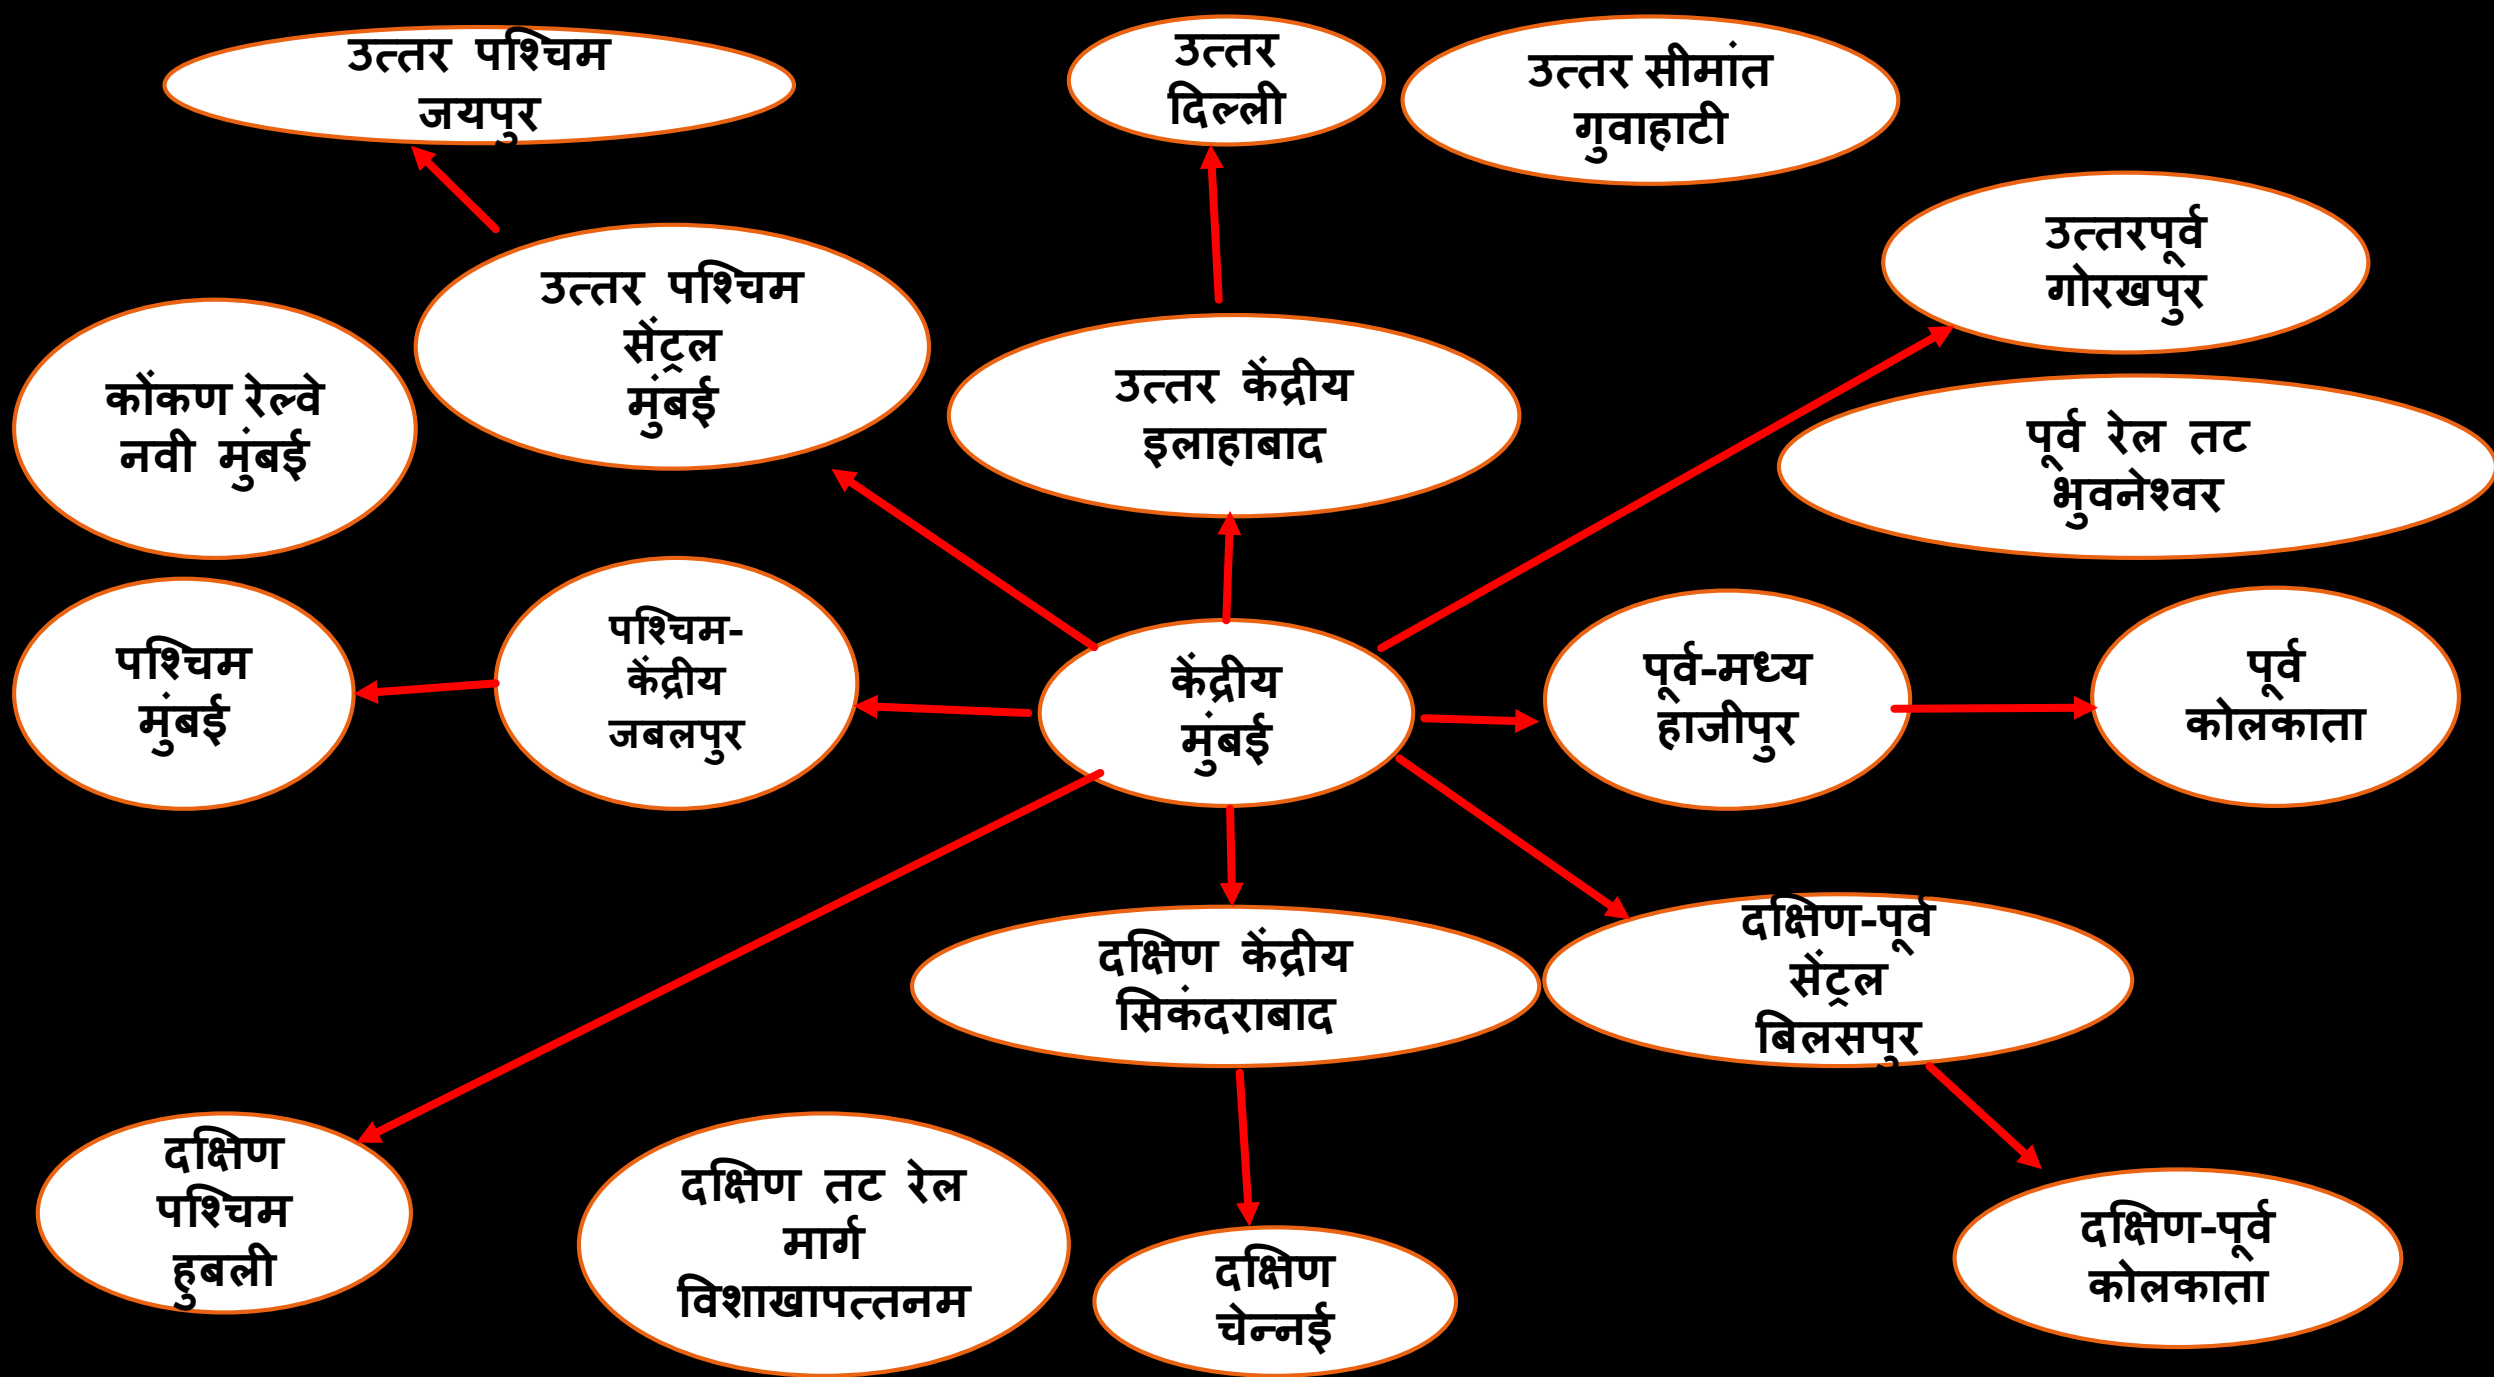 उत्तर पश्चिम
जयपुर
उत्तर
दिल्ली
उत्तर सीमांत
गुवाहाटी
उत्तरपूर्व
गोरखपुर
उत्तर पश्चिम
सेंट्रल
मुंबई
कोंकण रेल्वे
नवी मुंबई
उत्तर केंद्रीय
इलाहाबाद
पूर्व रेल तट
भुवनेश्वर
पश्चिम
मुंबई
पश्चिम-
केंद्रीय
जबलपुर
केंद्रीय
मुंबई
पूर्व-मध्य
हाजीपुर
पूर्व
कोलकाता
दक्षिण केंद्रीय
सिकंदराबाद
दक्षिण-पूर्व
सेंट्रल
बिलसपुर
दक्षिण
पश्चिम
हुबली
दक्षिण तट रेल
मार्ग
विशाखापत्तनम
दक्षिण
चेन्नई
दक्षिण-पूर्व
कोलकाता